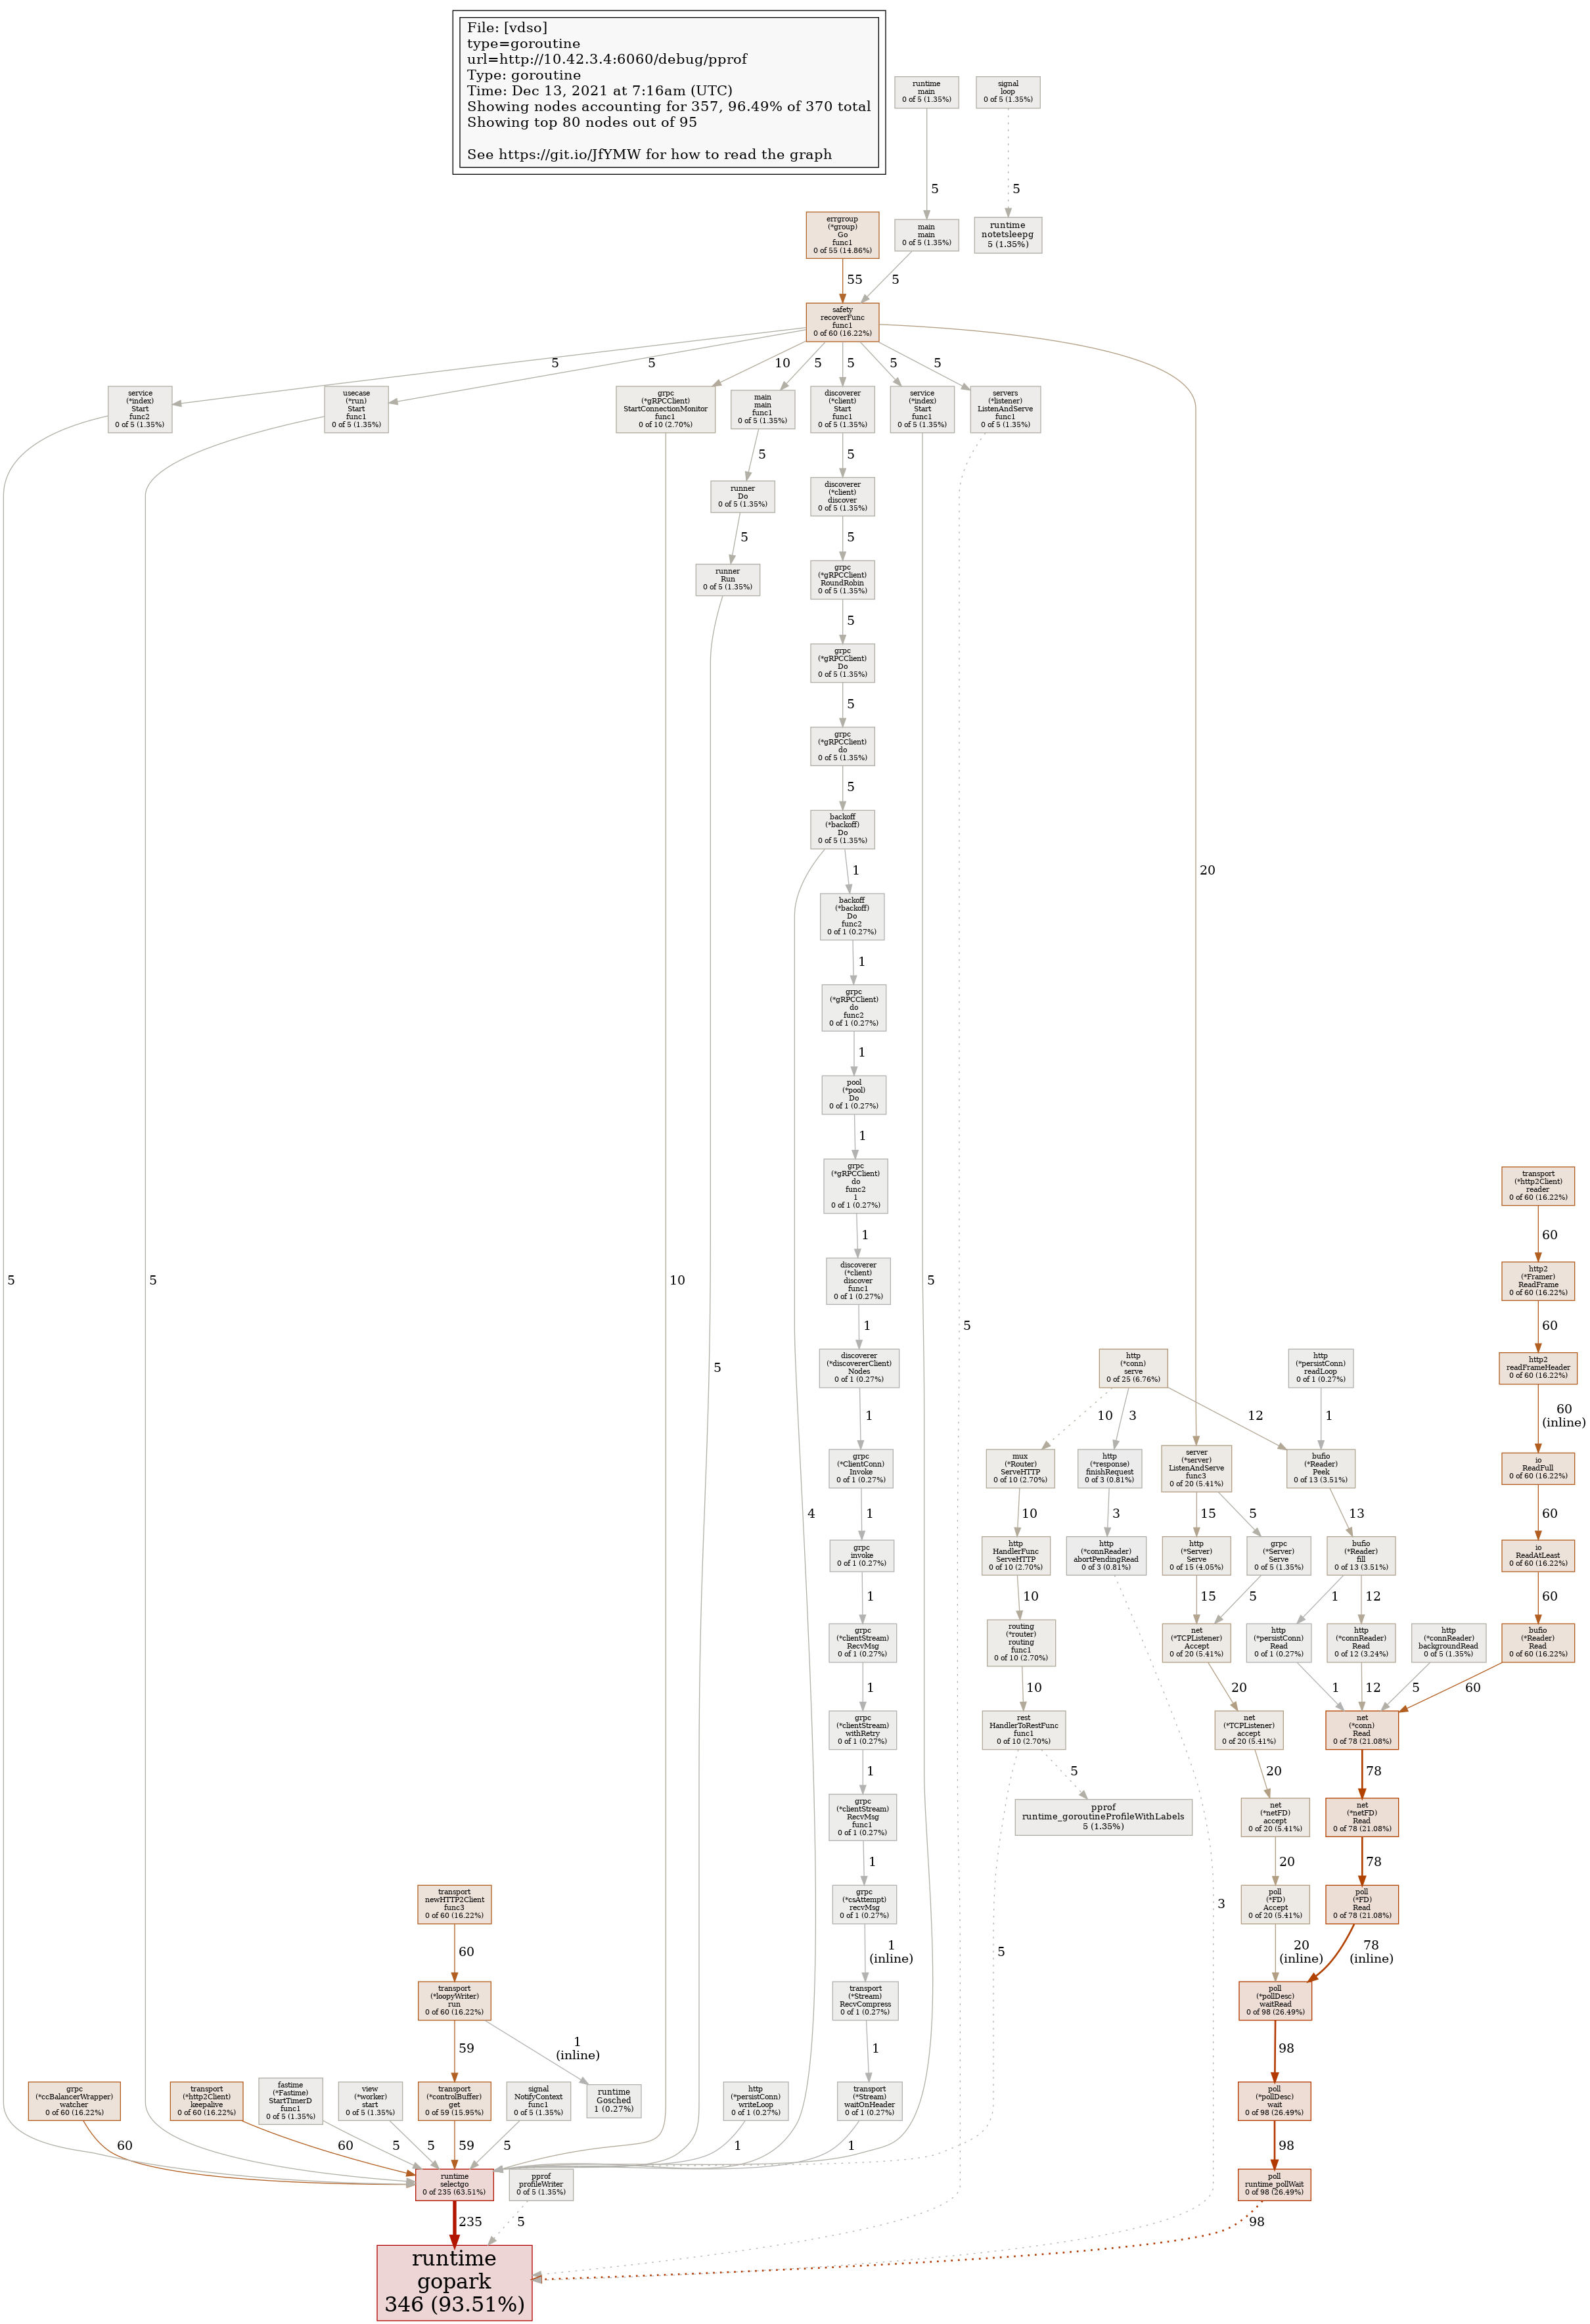 File: [vdso]
type=goroutine
url=http://10.42.3.4:6060/debug/pprof
Type: goroutine
Time: Dec 13, 2021 at 7:16am (UTC)
Showing nodes accounting for 357, 96.49% of 370 total
Showing top 80 nodes out of 95
See https://git.io/JfYMW for how to read the graph
runtime
main
0 of 5 (1.35%)
signal
loop
0 of 5 (1.35%)
5
5
errgroup
(*group)
Go
func1
0 of 55 (14.86%)
main
main
0 of 5 (1.35%)
runtime
notetsleepg
5 (1.35%)
55
5
safety
recoverFunc
func1
0 of 60 (16.22%)
5
5
10
5
5
5
5
20
service
(*index)
Start
func2
0 of 5 (1.35%)
usecase
(*run)
Start
func1
0 of 5 (1.35%)
grpc
(*gRPCClient)
StartConnectionMonitor
func1
0 of 10 (2.70%)
main
main
func1
0 of 5 (1.35%)
discoverer
(*client)
Start
func1
0 of 5 (1.35%)
service
(*index)
Start
func1
0 of 5 (1.35%)
servers
(*listener)
ListenAndServe
func1
0 of 5 (1.35%)
5
5
runner
Do
0 of 5 (1.35%)
discoverer
(*client)
discover
0 of 5 (1.35%)
5
5
runner
Run
0 of 5 (1.35%)
grpc
(*gRPCClient)
RoundRobin
0 of 5 (1.35%)
5
grpc
(*gRPCClient)
Do
0 of 5 (1.35%)
5
grpc
(*gRPCClient)
do
0 of 5 (1.35%)
5
backoff
(*backoff)
Do
0 of 5 (1.35%)
1
backoff
(*backoff)
Do
func2
0 of 1 (0.27%)
1
grpc
(*gRPCClient)
do
func2
0 of 1 (0.27%)
1
pool
(*pool)
Do
0 of 1 (0.27%)
1
grpc
(*gRPCClient)
do
func2
1
0 of 1 (0.27%)
1
discoverer
(*client)
discover
func1
0 of 1 (0.27%)
5
5
10
5
5
5
1
discoverer
(*discovererClient)
Nodes
0 of 1 (0.27%)
1
grpc
(*ClientConn)
Invoke
0 of 1 (0.27%)
4
1
grpc
invoke
0 of 1 (0.27%)
1
grpc
(*clientStream)
RecvMsg
0 of 1 (0.27%)
1
grpc
(*clientStream)
withRetry
0 of 1 (0.27%)
1
grpc
(*clientStream)
RecvMsg
func1
0 of 1 (0.27%)
1
grpc
(*csAttempt)
recvMsg
0 of 1 (0.27%)
1
(inline)
transport
(*Stream)
RecvCompress
0 of 1 (0.27%)
1
transport
(*Stream)
waitOnHeader
0 of 1 (0.27%)
1
transport
(*http2Client)
reader
0 of 60 (16.22%)
60
http2
(*Framer)
ReadFrame
0 of 60 (16.22%)
60
http2
readFrameHeader
0 of 60 (16.22%)
60
(inline)
io
ReadFull
0 of 60 (16.22%)
60
io
ReadAtLeast
0 of 60 (16.22%)
60
bufio
(*Reader)
Read
0 of 60 (16.22%)
60
http
(*conn)
serve
0 of 25 (6.76%)
http
(*persistConn)
readLoop
0 of 1 (0.27%)
10
3
12
1
mux
(*Router)
ServeHTTP
0 of 10 (2.70%)
http
(*response)
finishRequest
0 of 3 (0.81%)
server
(*server)
ListenAndServe
func3
0 of 20 (5.41%)
bufio
(*Reader)
Peek
0 of 13 (3.51%)
10
3
15
5
13
http
HandlerFunc
ServeHTTP
0 of 10 (2.70%)
http
(*connReader)
abortPendingRead
0 of 3 (0.81%)
http
(*Server)
Serve
0 of 15 (4.05%)
grpc
(*Server)
Serve
0 of 5 (1.35%)
bufio
(*Reader)
fill
0 of 13 (3.51%)
10
15
5
1
12
routing
(*router)
routing
func1
0 of 10 (2.70%)
net
(*TCPListener)
Accept
0 of 20 (5.41%)
http
(*persistConn)
Read
0 of 1 (0.27%)
http
(*connReader)
Read
0 of 12 (3.24%)
http
(*connReader)
backgroundRead
0 of 5 (1.35%)
10
20
1
12
5
rest
HandlerToRestFunc
func1
0 of 10 (2.70%)
net
(*TCPListener)
accept
0 of 20 (5.41%)
net
(*conn)
Read
0 of 78 (21.08%)
5
20
78
pprof
runtime_goroutineProfileWithLabels
5 (1.35%)
net
(*netFD)
accept
0 of 20 (5.41%)
net
(*netFD)
Read
0 of 78 (21.08%)
20
78
poll
(*FD)
Accept
0 of 20 (5.41%)
poll
(*FD)
Read
0 of 78 (21.08%)
3
5
20
(inline)
78
(inline)
poll
(*pollDesc)
waitRead
0 of 98 (26.49%)
98
poll
(*pollDesc)
wait
0 of 98 (26.49%)
98
poll
runtime_pollWait
0 of 98 (26.49%)
98
transport
newHTTP2Client
func3
0 of 60 (16.22%)
60
transport
(*loopyWriter)
run
0 of 60 (16.22%)
59
1
(inline)
grpc
(*ccBalancerWrapper)
watcher
0 of 60 (16.22%)
transport
(*http2Client)
keepalive
0 of 60 (16.22%)
fastime
(*Fastime)
StartTimerD
func1
0 of 5 (1.35%)
view
(*worker)
start
0 of 5 (1.35%)
transport
(*controlBuffer)
get
0 of 59 (15.95%)
signal
NotifyContext
func1
0 of 5 (1.35%)
runtime
Gosched
1 (0.27%)
http
(*persistConn)
writeLoop
0 of 1 (0.27%)
60
60
5
5
59
5
1
runtime
selectgo
0 of 235 (63.51%)
pprof
profileWriter
0 of 5 (1.35%)
235
5
runtime
gopark
346 (93.51%)